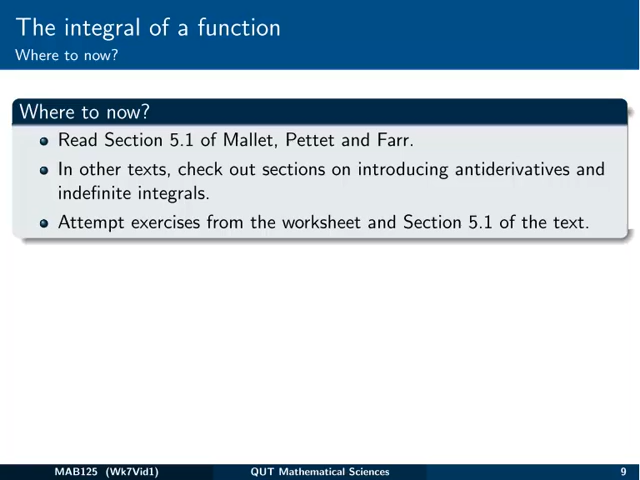 The integral of a function
Where to now?
Where to now?
Read Section 5.1 of Mallet, Pettet and Farr.
In other texts, check out sections on introducing antiderivatives and
indefinite integrals.
Attempt exercises from the worksheet and Section 5.1 of the text.
MAB125 (Wk7Vid1) QUT Mathematical Sciences 9